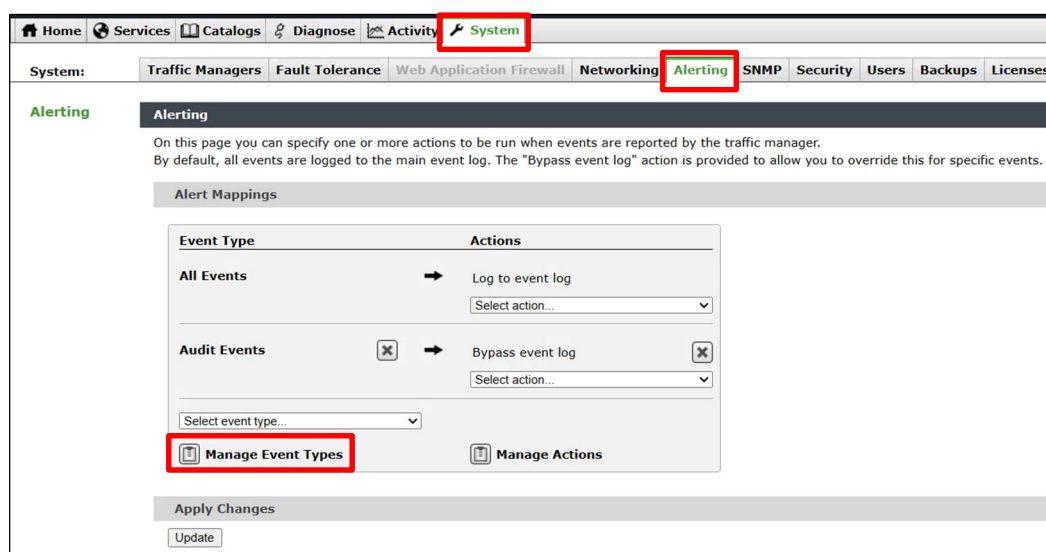 Home Services Catalogs Diagnose Activity System
System: Traffic Managers Fault Tolerance Web Application Firewall Networking Alerting SNMP Security Users Backups Licenses
Alerting
Alerting
On this page you can specify one or more actions to be run when events are reported by the traffic manager.
By default, all events are logged to the main event log. The "Bypass event log" action is provided to allow you to override this for specific events.
Alert Mappings
Event Type Actions
All Events Log to event log
Select action...
Audit Events Bypass event log
Select action...
Select event type...
Manage Event Types Manage Actions
Apply Changes
Update